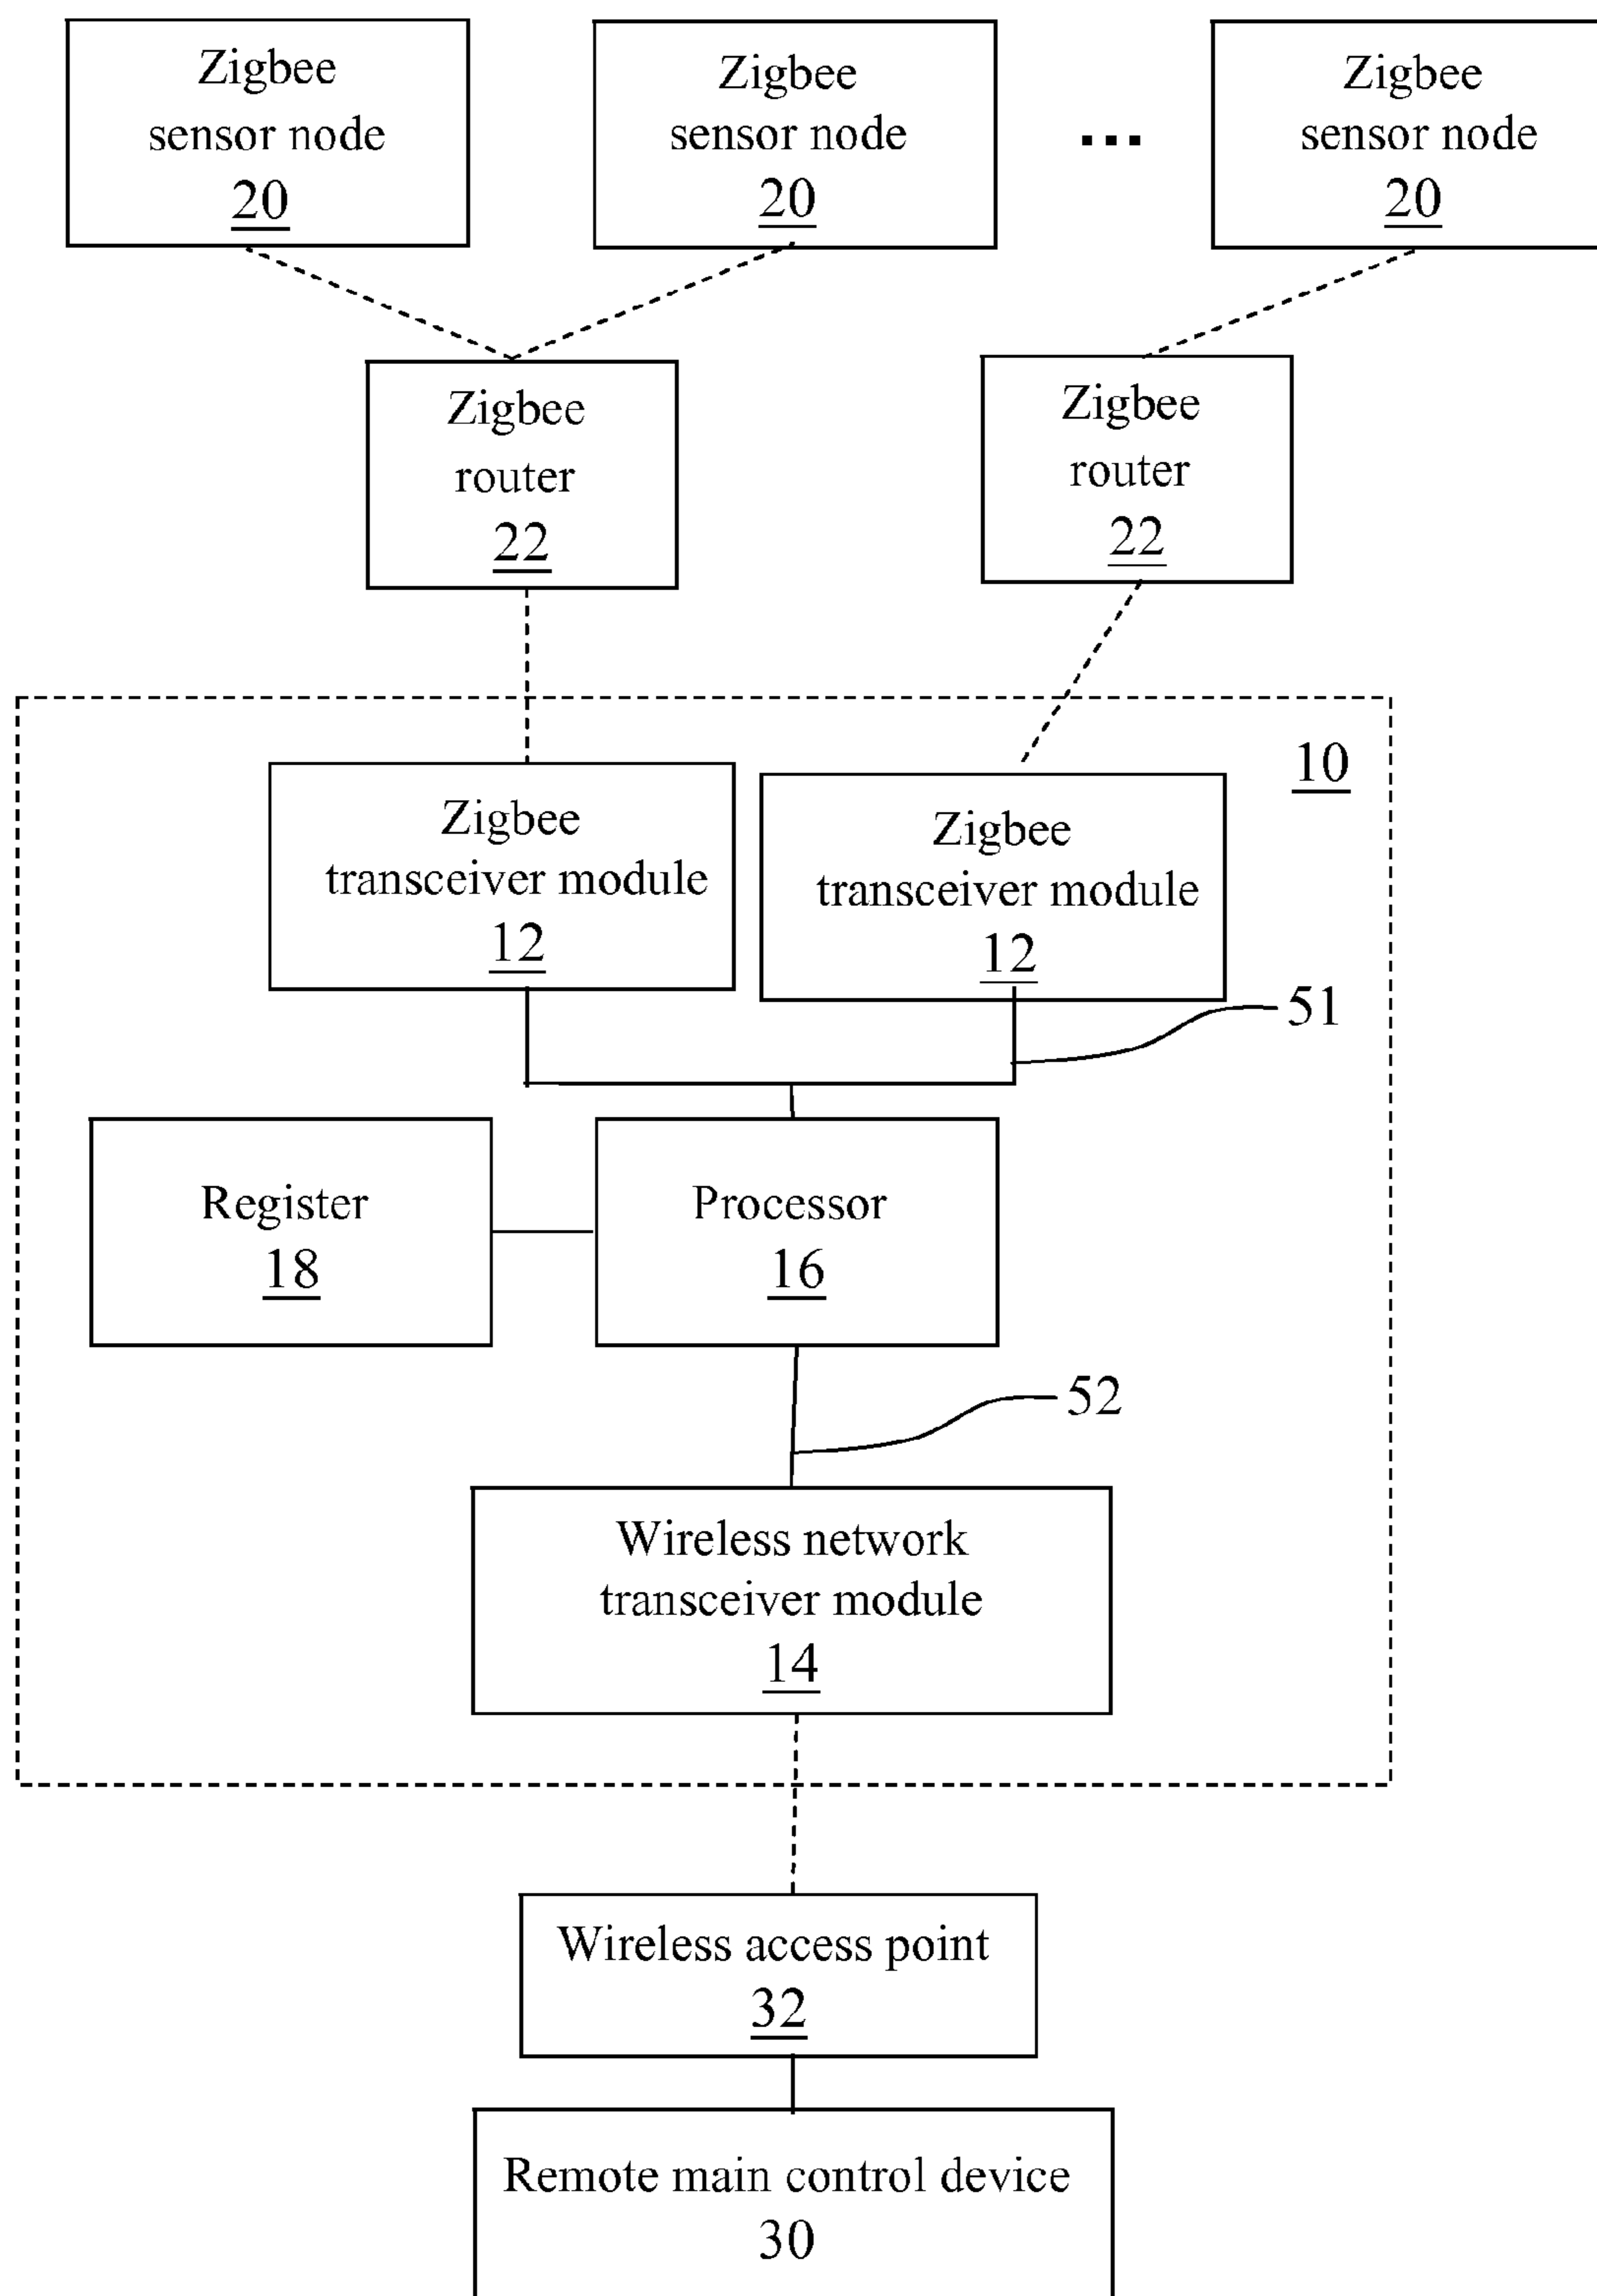 Zigbee
sensor node
20
Zigbee
sensor node
20
...
Zigbee
sensor node
20
Zigbee
router
22
Zigbee
router
22
10
Zigbee
transceiver module
12
Zigbee
transceiver module
12
51
Register
18
Processor
16
52
Wireless network
transceiver module
14
Wireless access point
32
Remote main control device
30